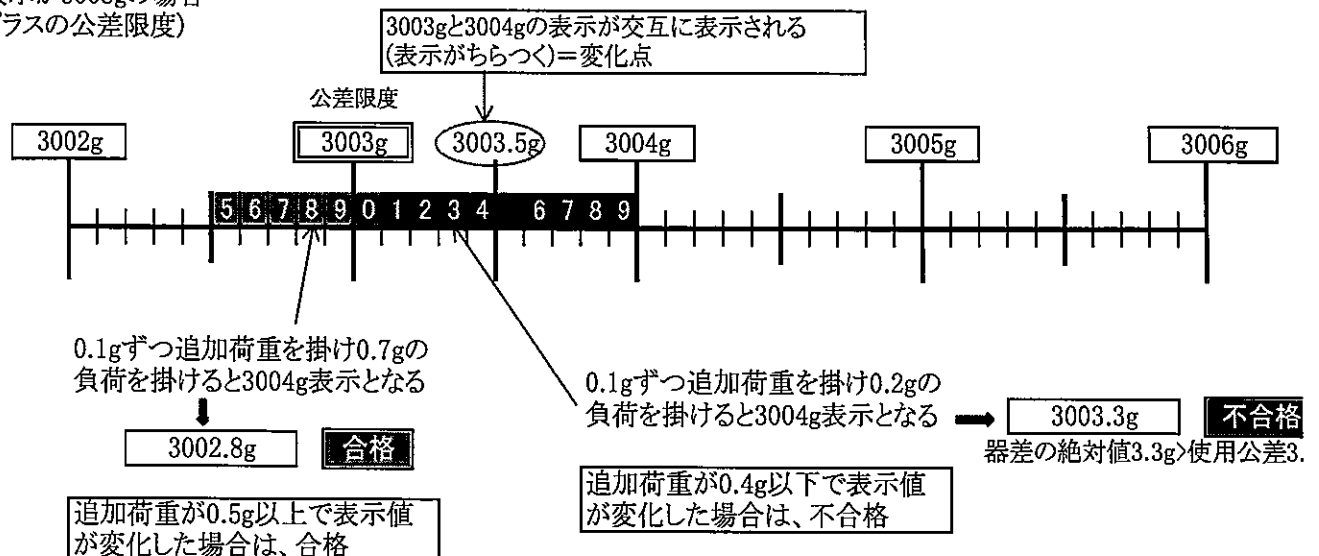 プラスの公差限度)
3003gと3004gの表示が交互に表示される
(表示がちらつく)=変化点
公差限度
3002g
3003g
3003.5g
3004g
3005g
3006g
5 6 7 8 9 0 1 2 3 4 6 7 8 9
0.1gずつ追加荷重を掛け0.7gの
負荷を掛けると3004g表示となる
3002.8g
合格
追加荷重が0.5g以上で表示値
が変化した場合は、合格
0.1gずつ追加荷重を掛け0.2gの
負荷を掛けると3004g表示となる
3003.3g
不合格
器差の絶対値3.3g>使用公差3.
追加荷重が0.4g以下で表示値
が変化した場合は、不合格